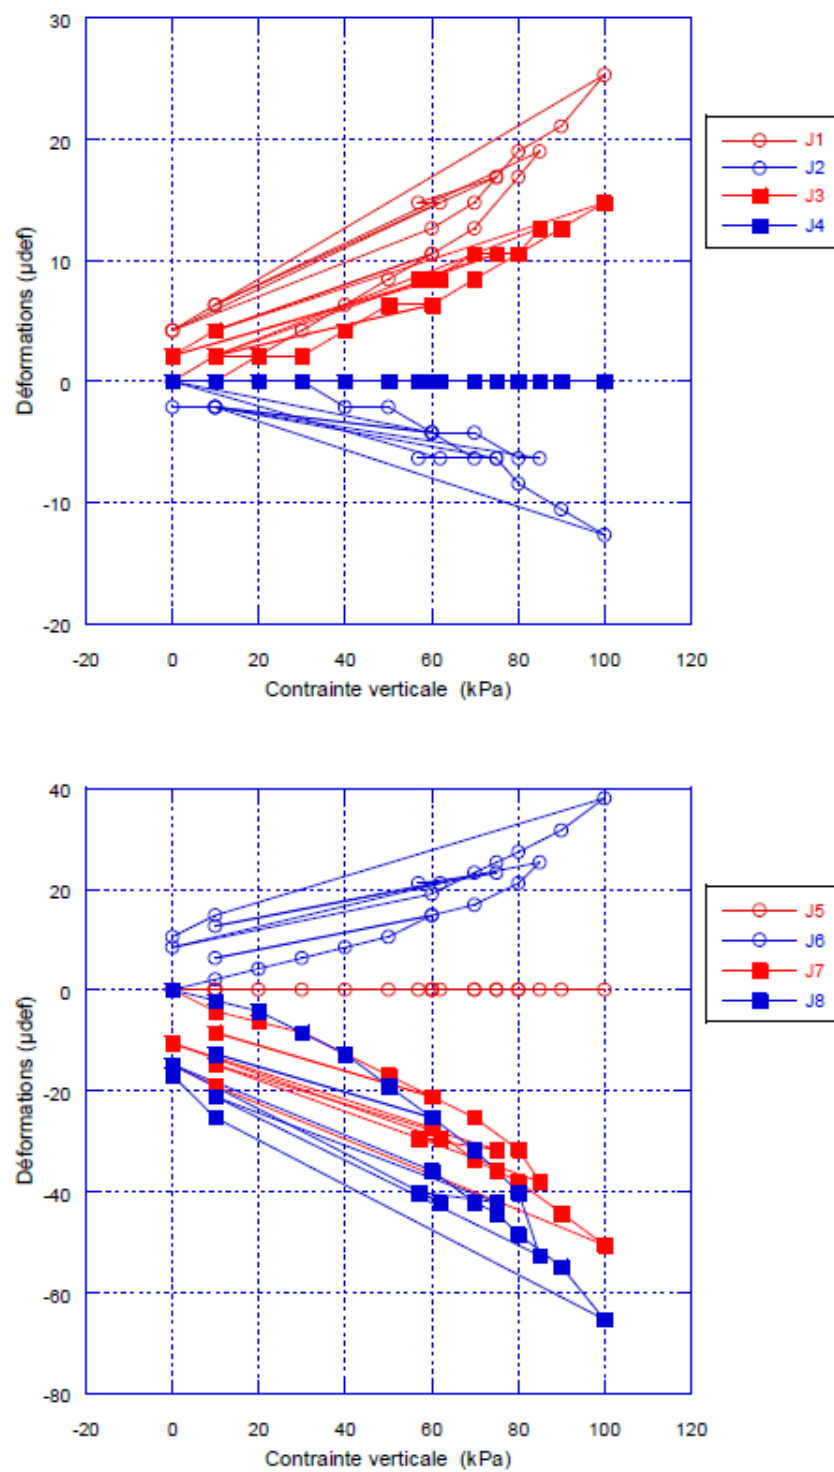 30
20
10
0
-10
-20
Déformations (µdef)
-20 0 20 40 60 80 100 120
Contrainte verticale (kPa)
J1
J2
J3
J4
40
20
0
-20
-40
-60
-80
Déformations (µdef)
-20 0 20 40 60 80 100 120
Contrainte verticale (kPa)
J5
J6
J7
J8